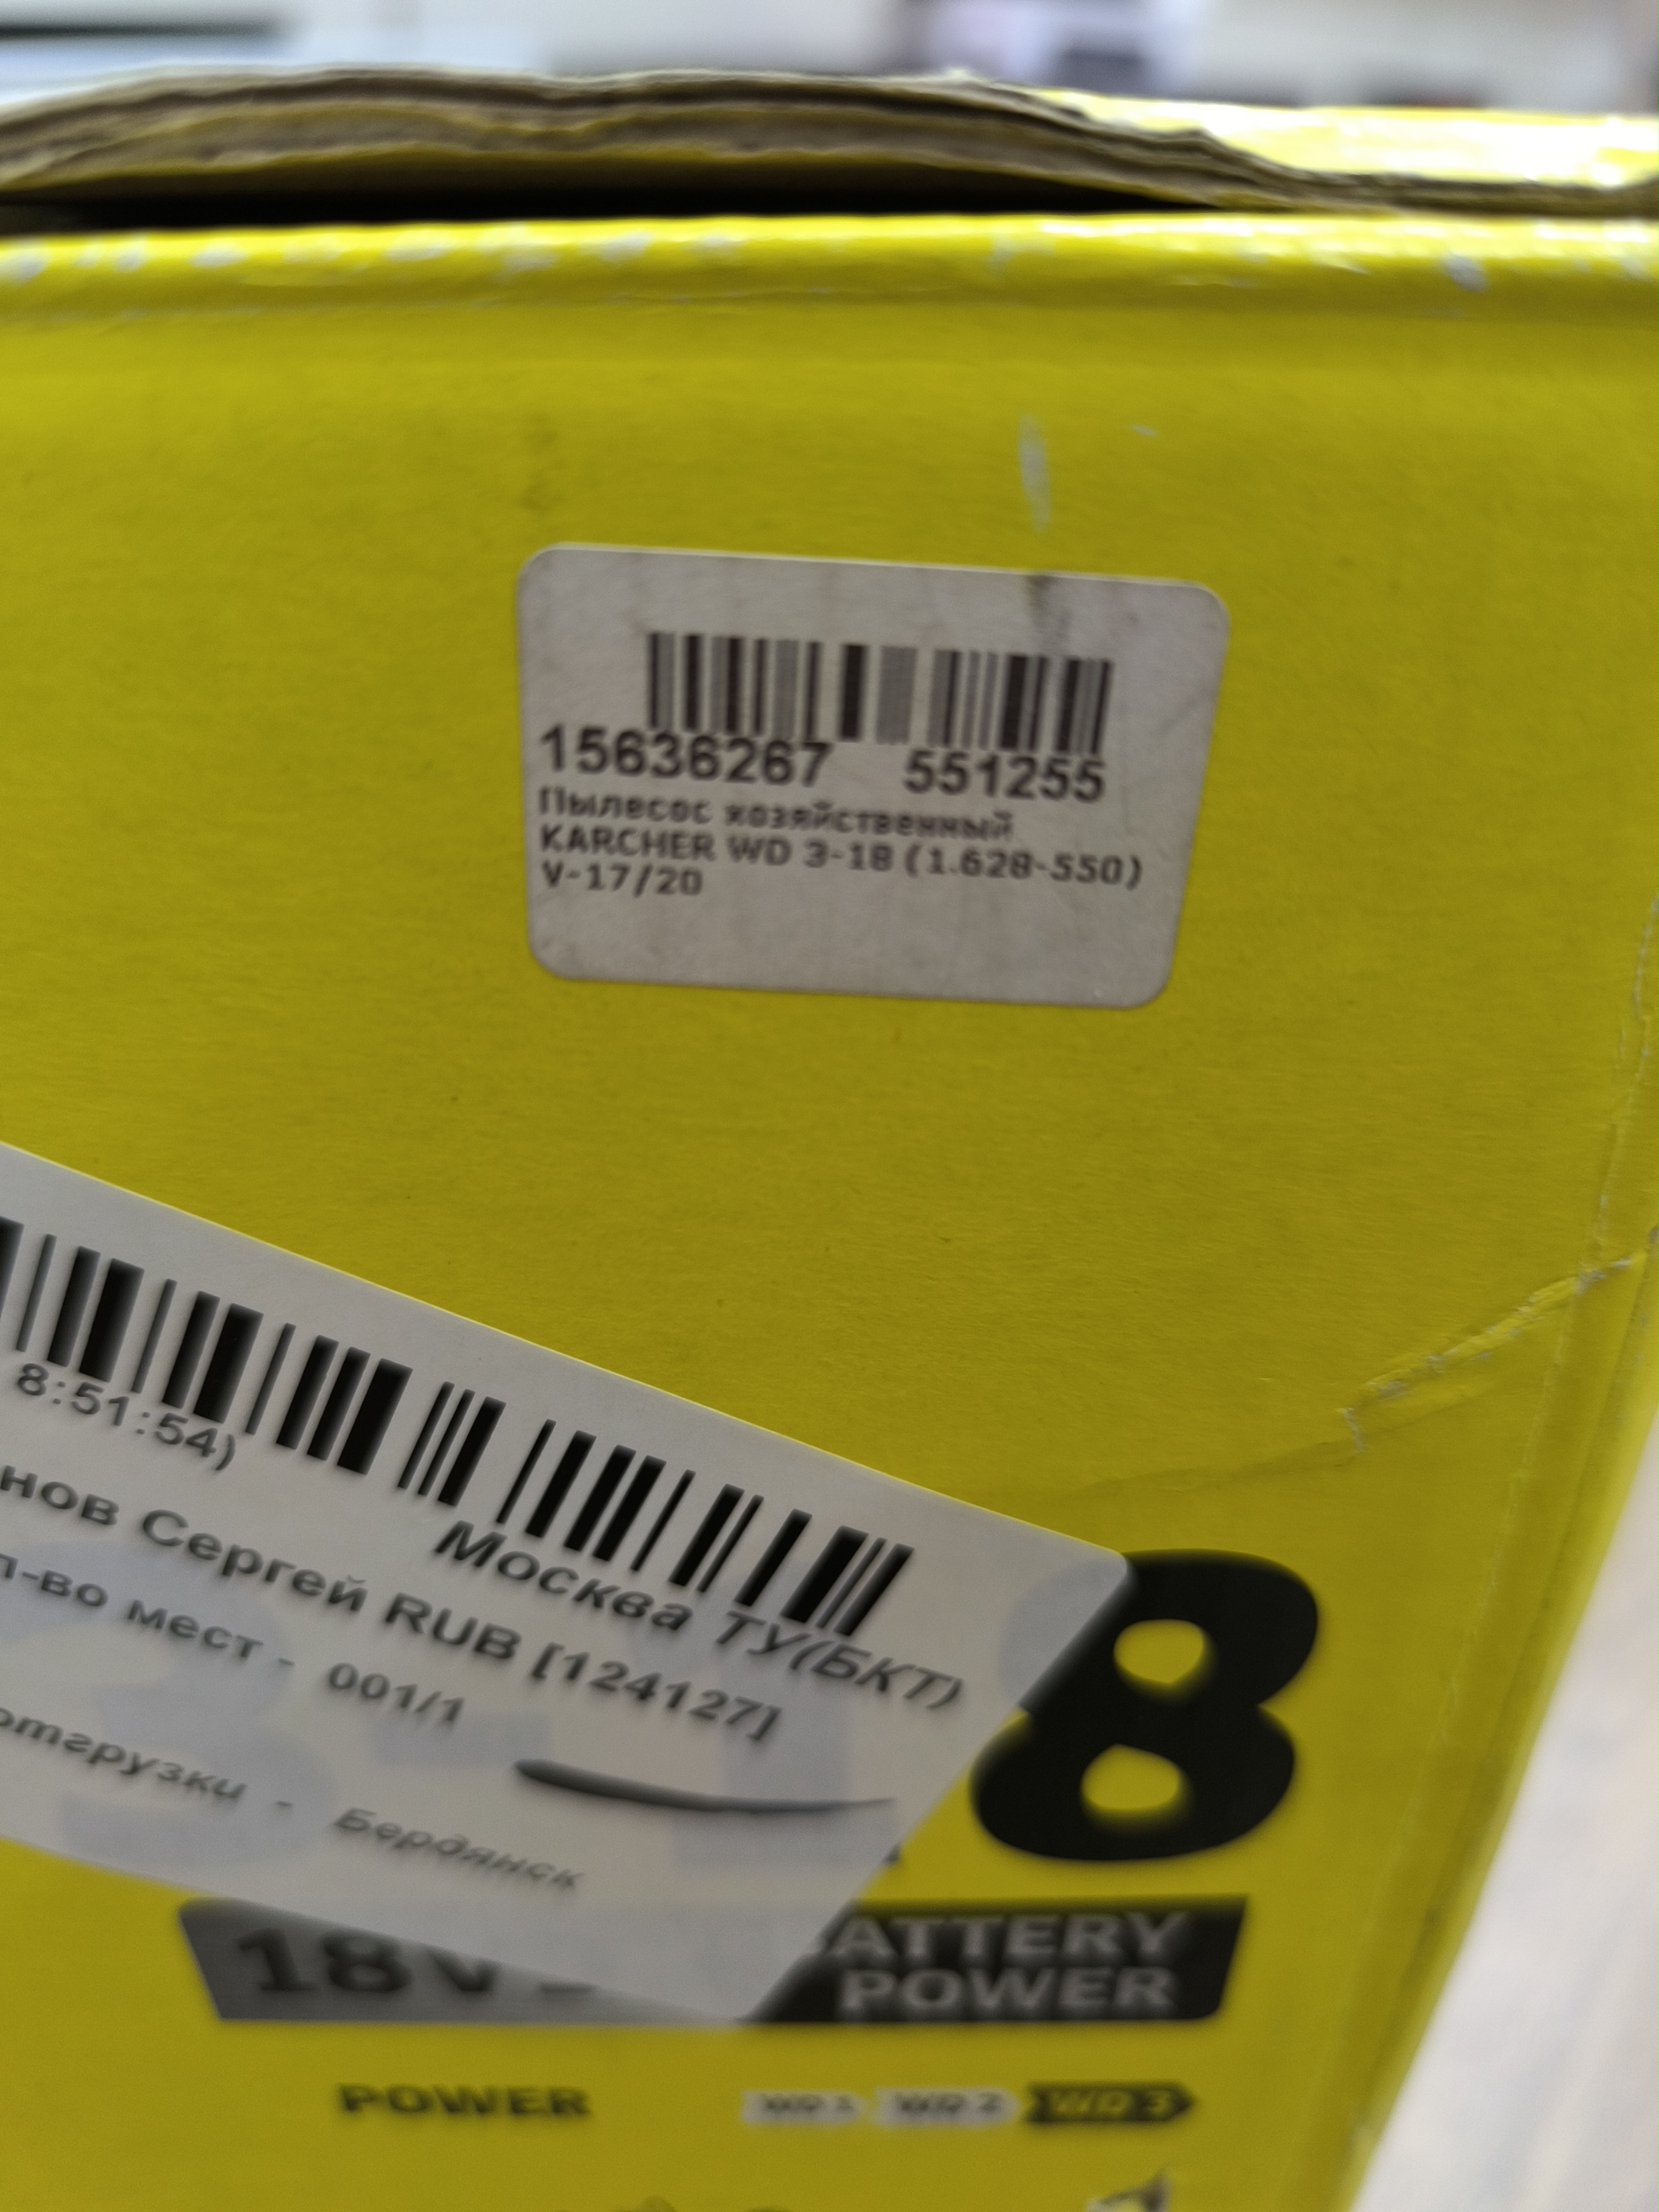 15636267 551255
Пылесос хозяйственный
KARCHER WD 3-18 (1.628-550)
V-17/20
8:51:54)
Москва ТУ(БКТ)
нов Сергей RUB [124127]
л-во мест - 001/1
отгрузки - Бердянск
8
18V
ATTERY
POWER
POWER WD 1 WD 2 WD 3